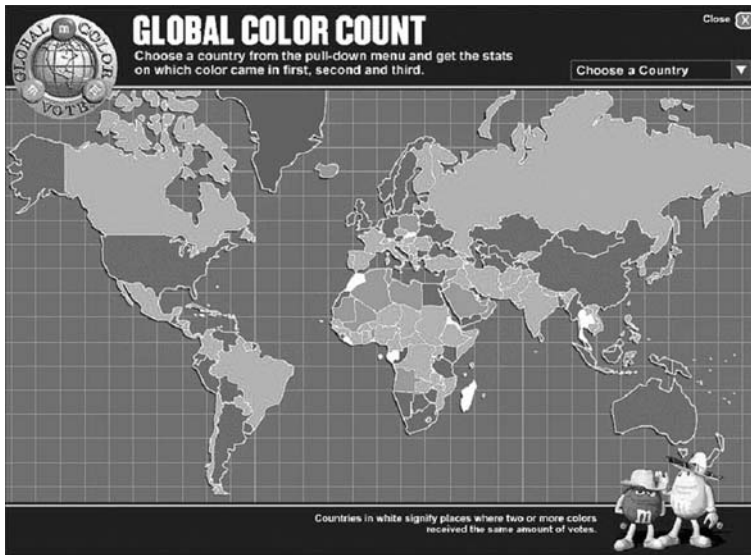 GLOBAL COLOR VOTE
m
GLOBAL COLOR COUNT
Choose a country from the pull-down menu and get the stats
on which color came in first, second and third.
Close X
Choose a Country
m
Countries in white signify places where two or more colors
received the same amount of votes.